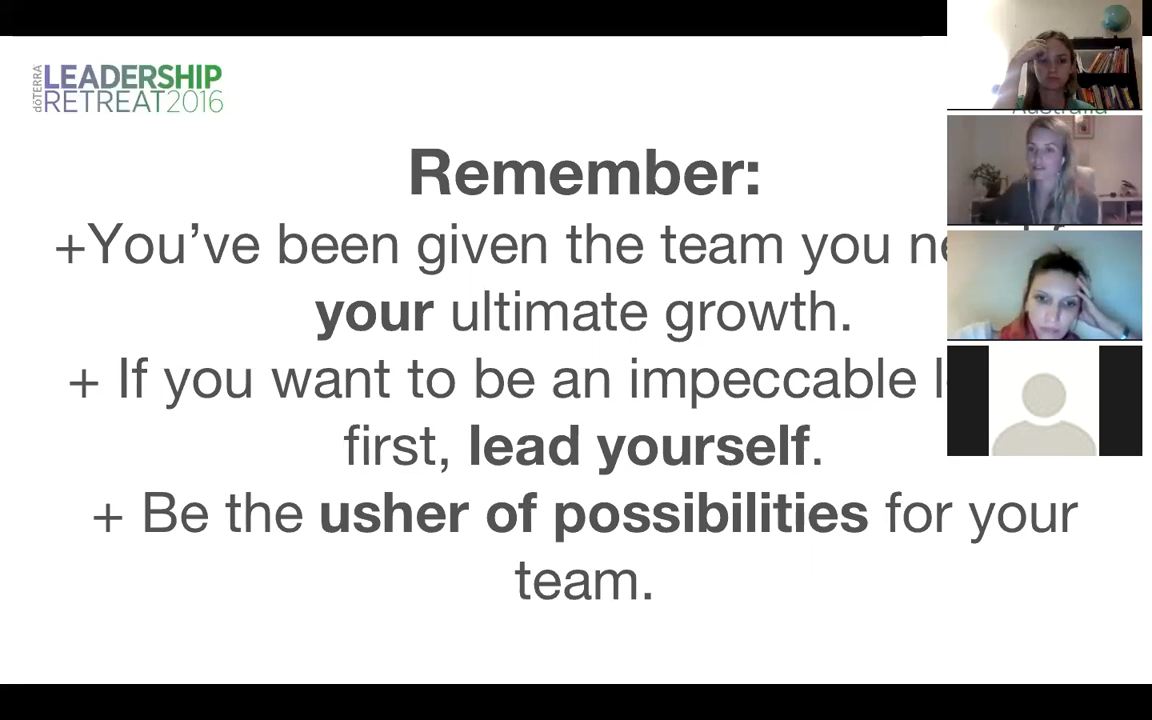 dōTERRA
LEADERSHIP
RETREAT2016
Australia
Remember:
+You’ve been given the team you
your ultimate growth.
+ If you want to be an impeccable
first, lead yourself.
+ Be the usher of possibilities for your
team.